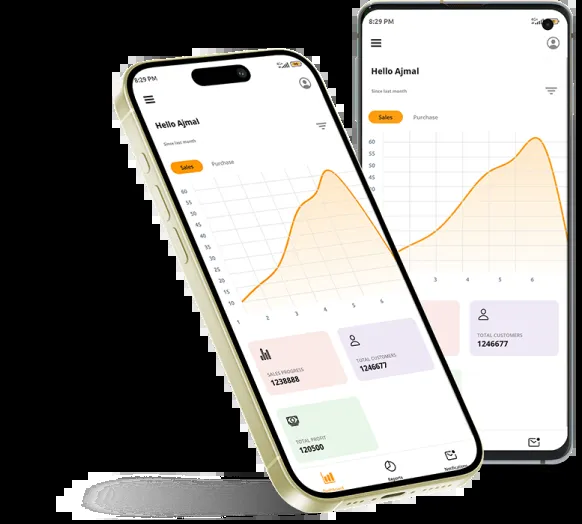 8:29 PM
Hello Ajmal
Since last month
Sales Purchase
60
55
50
45
40
35
30
25
20
15
10
1 2 3 4 5 6
SALES PROGRESS
1238888
TOTAL CUSTOMERS
1246677
TOTAL PROFIT
120500
Dashboard Reports Notifications
8:29 PM
Hello Ajmal
Since last month
Sales Purchase
60
55
50
45
40
3 4 5 6
TOTAL CUSTOMERS
1246677